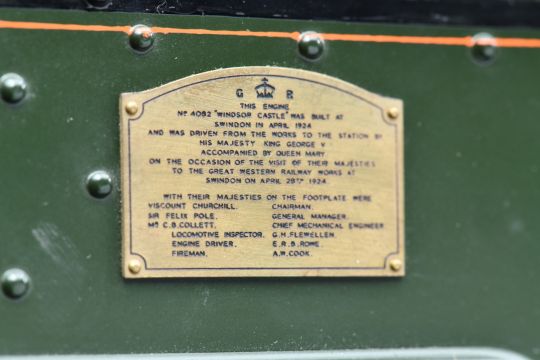 G R
THIS ENGINE
No 4082 "WINDSOR CASTLE" WAS BUILT AT
SWINDON IN APRIL 1924
AND WAS DRIVEN FROM THE WORKS TO THE STATION BY
HIS MAJESTY KING GEORGE V
ACCOMPANIED BY QUEEN MARY
ON THE OCCASION OF THE VISIT OF THEIR MAJESTIES
TO THE GREAT WESTERN RAILWAY WORKS AT
SWINDON ON APRIL 28TH 1924.
WITH THEIR MAJESTIES ON THE FOOTPLATE WERE
VISCOUNT CHURCHILL. CHAIRMAN.
SIR FELIX POLE. GENERAL MANAGER.
MR C.B.COLLETT. CHIEF MECHANICAL ENGINEER
LOCOMOTIVE INSPECTOR. G.H.FLEWELLEN.
ENGINE DRIVER. E.R.B.ROWE.
FIREMAN. A.W.COOK.